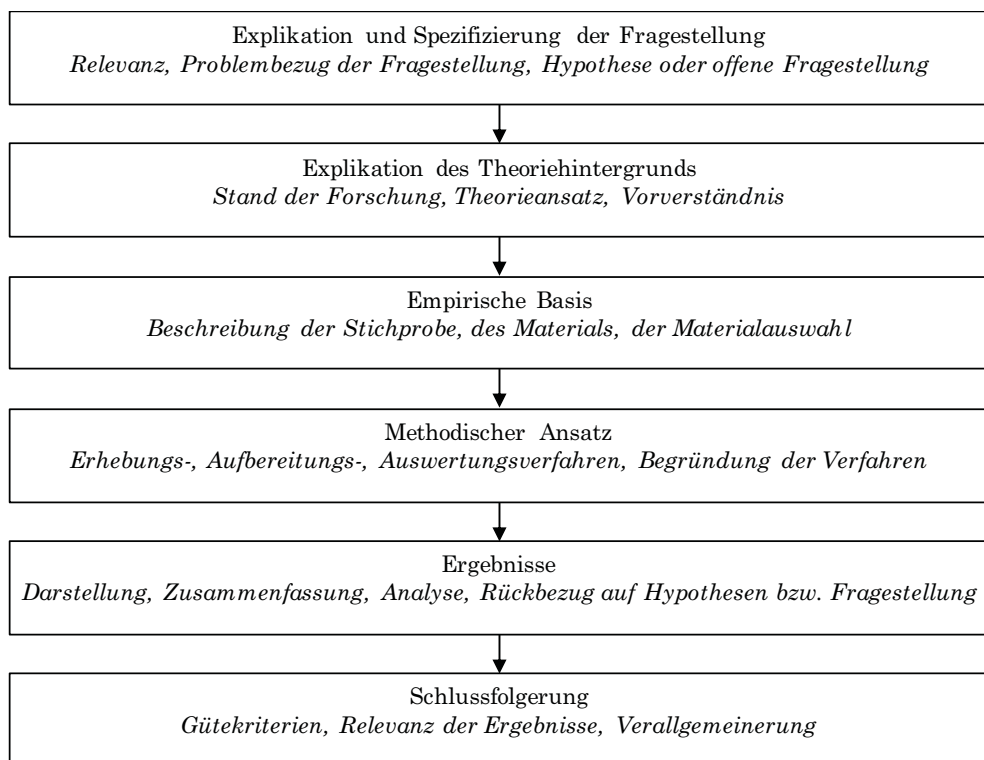 Explikation und Spezifizierung der Fragestellung
Relevanz, Problembezug der Fragestellung, Hypothese oder offene Fragestellung
Explikation des Theoriehintergrunds
Stand der Forschung, Theorieansatz, Vorverständnis
Empirische Basis
Beschreibung der Stichprobe, des Materials, der Materialauswahl
Methodischer Ansatz
Erhebungs-, Aufbereitungs-, Auswertungsverfahren, Begründung der Verfahren
Ergebnisse
Darstellung, Zusammenfassung, Analyse, Rückbezug auf Hypothesen bzw. Fragestellung
Schlussfolgerung
Gütekriterien, Relevanz der Ergebnisse, Verallgemeinerung